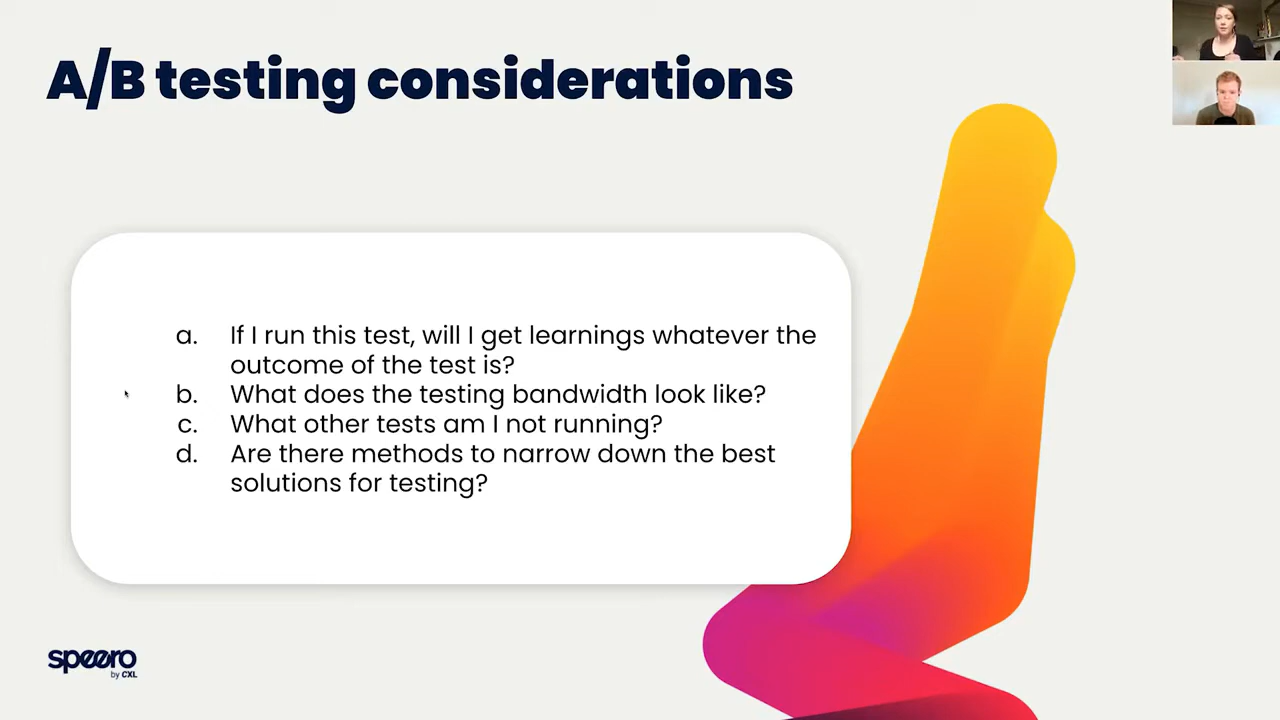 A/B testing considerations
a. If I run this test, will I get learnings whatever the
outcome of the test is?
b. What does the testing bandwidth look like?
c. What other tests am I not running?
d. Are there methods to narrow down the best
solutions for testing?
speero
by CXL